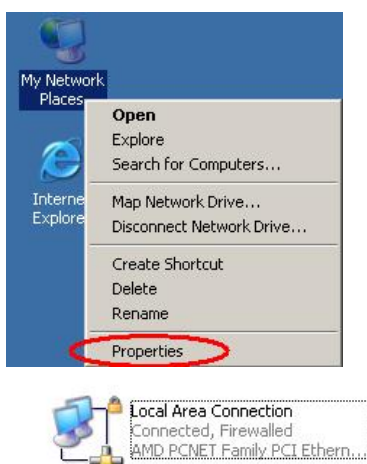 My Network
Places
Open
Explore
Search for Computers...
Interne
Explore
Map Network Drive...
Disconnect Network Drive...
Create Shortcut
Delete
Rename
Properties
Local Area Connection
Connected, Firewalled
AMD PCNET Family PCI Ethern...